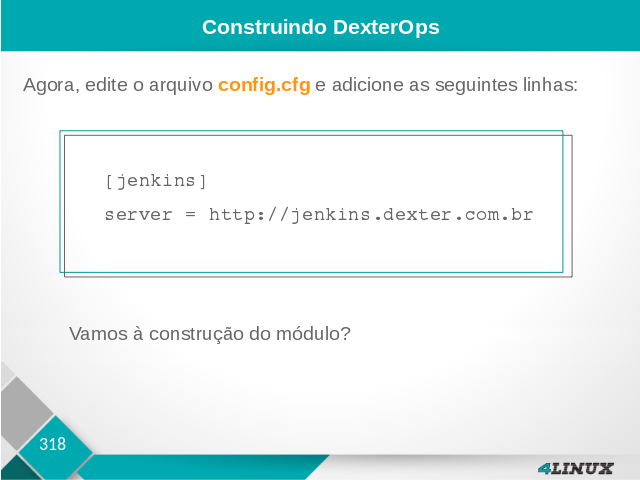 Construindo DexterOps
Agora, edite o arquivo config.cfg e adicione as seguintes linhas:
[jenkins]
server = http://jenkins.dexter.com.br
Vamos à construção do módulo?
318
4LINUX